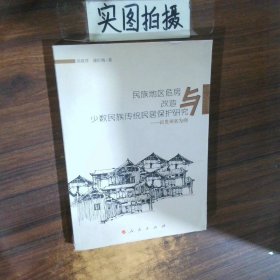 实图拍摄
民族地区危房
改造
与
少数民族传统民居保护研究
人民出版社